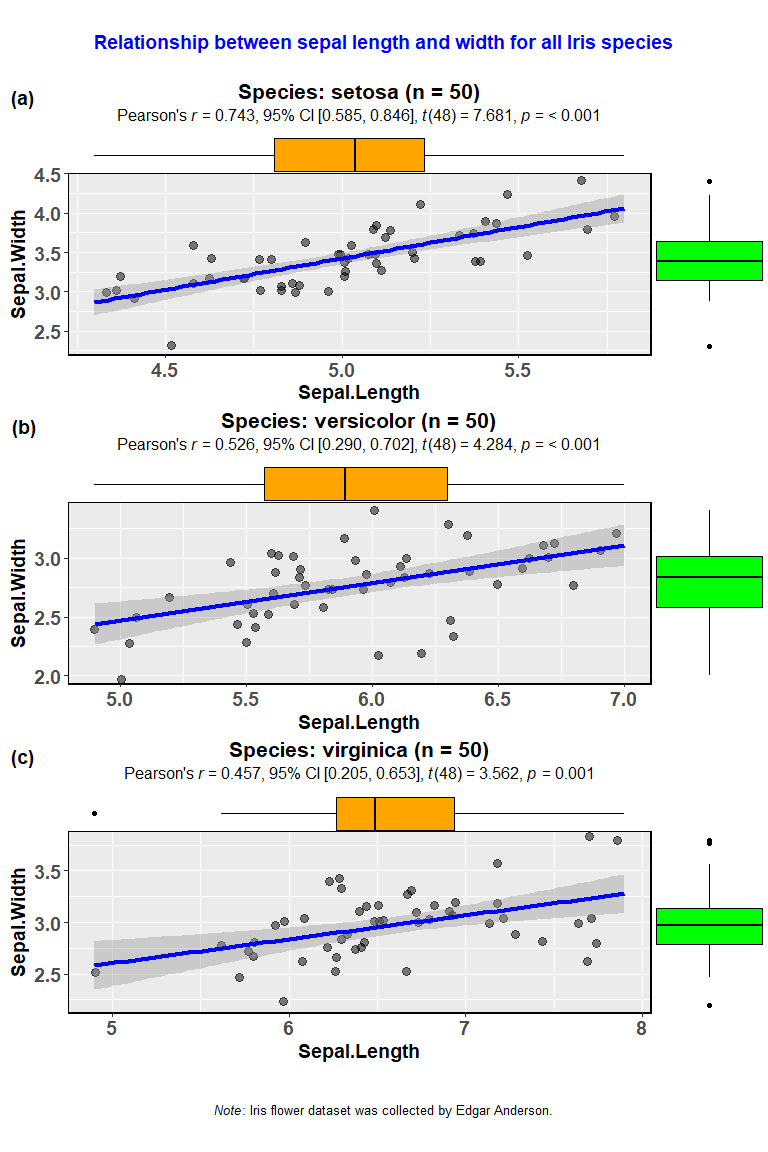 Relationship between sepal length and width for all Iris species
(a)
Species: setosa (n = 50)
Pearson's r = 0.743, 95% CI [0.585, 0.846], t(48) = 7.681, p = < 0.001
4.5
4.0
3.5
3.0
2.5
Sepal.Width
4.5 5.0 5.5
Sepal.Length
(b)
Species: versicolor (n = 50)
Pearson's r = 0.526, 95% CI [0.290, 0.702], t(48) = 4.284, p = < 0.001
3.0
2.5
2.0
Sepal.Width
5.0 5.5 6.0 6.5 7.0
Sepal.Length
(c)
Species: virginica (n = 50)
Pearson's r = 0.457, 95% CI [0.205, 0.653], t(48) = 3.562, p = 0.001
3.5
3.0
2.5
Sepal.Width
5 6 7 8
Sepal.Length
Note: Iris flower dataset was collected by Edgar Anderson.